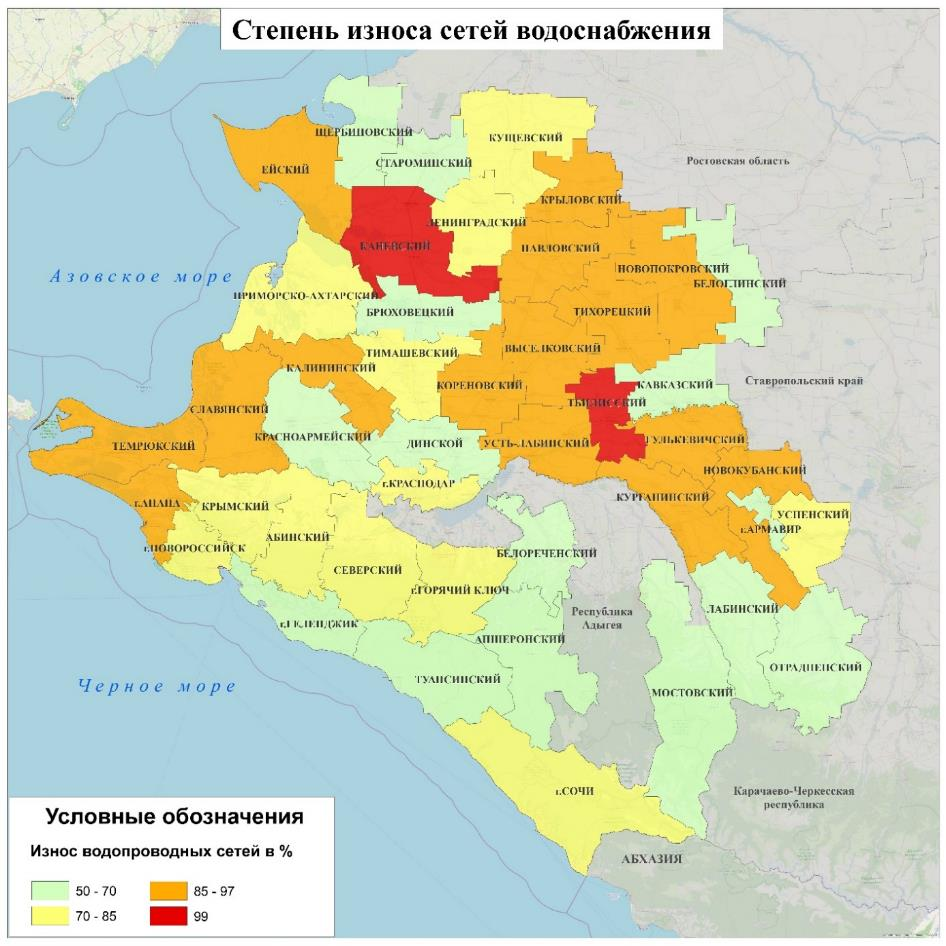 Степень износа сетей водоснабжения
ЩЕРБИНОВСКИЙ
КУЩЕВСКИЙ
СТАРОМИНСКИЙ
Ростовская область
ЕЙСКИЙ
КРЫЛОВСКИЙ
ЛЕНИНГРАДСКИЙ
КАНЕВСКИЙ
ПАВЛОВСКИЙ
НОВОПОКРОВСКИЙ
Азовское море
БЕЛОГЛИНСКИЙ
ПРИМОРСКО-АХТАРСКИЙ
БРЮХОВЕЦКИЙ
ТИХОРЕЦКИЙ
ВЫСЕЛКОВСКИЙ
ТИМАШЕВСКИЙ
КАЛИНИНСКИЙ
Ставропольский край
КОРЕНОВСКИЙ
КАВКАЗСКИЙ
ТБИЛИССКИЙ
СЛАВЯНСКИЙ
КРАСНОАРМЕЙСКИЙ
ДИНСКОЙ
УСТЬ-ЛАБИНСКИЙ
ГУЛЬКЕВИЧСКИЙ
ТЕМРЮКСКИЙ
НОВОКУБАНСКИЙ
г.КРАСНОДАР
КУРГАНИНСКИЙ
г.АНАПА
КРЫМСКИЙ
УСПЕНСКИЙ
г.АРМАВИР
АБИНСКИЙ
г.НОВОРОССИЙСК
БЕЛОРЕЧЕНСКИЙ
СЕВЕРСКИЙ
г.ГОРЯЧИЙ КЛЮЧ
ЛАБИНСКИЙ
Республика
Адыгея
г.ГЕЛЕНДЖИК
АПШЕРОНСКИЙ
ОТРАДНЕНСКИЙ
ТУАПСИНСКИЙ
Черное море
МОСТОВСКИЙ
г.СОЧИ
Карачаево-Черкесская
республика
АБХАЗИЯ
Условные обозначения
Износ водопроводных сетей в %
50 - 70
85 - 97
70 - 85
99